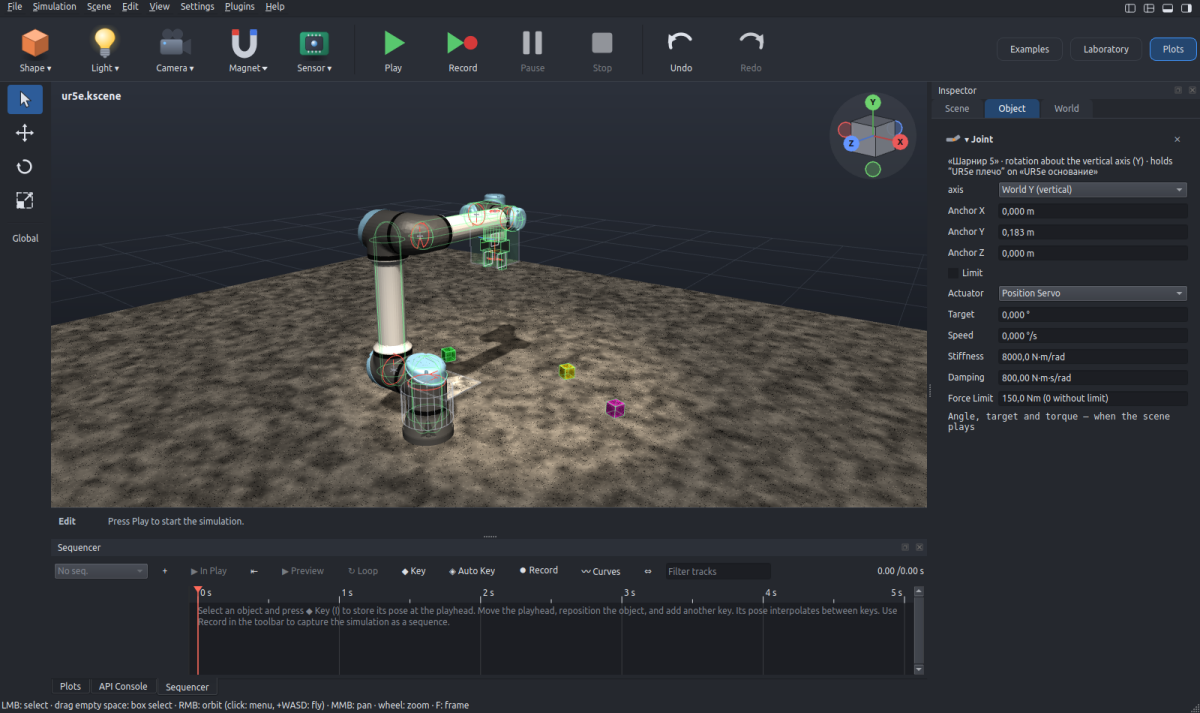 File Simulation Scene Edit View Settings Plugins Help
Shape ▾ Light ▾ Camera ▾ Magnet ▾ Sensor ▾ Play Record Pause Stop Undo Redo Examples Laboratory Plots
ur5e.kscene
Y
Z
X
Global
Inspector
Scene Object World
▾ Joint
«Шарнир 5» · rotation about the vertical axis (Y) · holds
"UR5e плечо" on «UR5e основание»
axis World Y (vertical)
Anchor X 0,000 m
Anchor Y 0,183 m
Anchor Z 0,000 m
Limit
Actuator Position Servo
Target 0,000 °
Speed 0,000 °/s
Stiffness 8000,0 N·m/rad
Damping 800,00 N·m·s/rad
Force Limit 150,0 Nm (0 without limit)
Angle, target and torque — when the scene
plays
Edit Press Play to start the simulation.
Sequencer
No seq. + ▶ In Play ⇤ ▶ Preview ↻ Loop ◆ Key ◈ Auto Key ● Record Curves ⇔ Filter tracks 0.00 /0.00 s
0 s 1 s 2 s 3 s 4 s 5 s
Select an object and press ◆ Key (I) to store its pose at the playhead. Move the playhead, reposition the object, and add another key. Its pose interpolates between keys. Use
Record in the toolbar to capture the simulation as a sequence.
Plots API Console Sequencer
LMB: select · drag empty space: box select · RMB: orbit (click: menu, +WASD: fly) · MMB: pan · wheel: zoom · F: frame